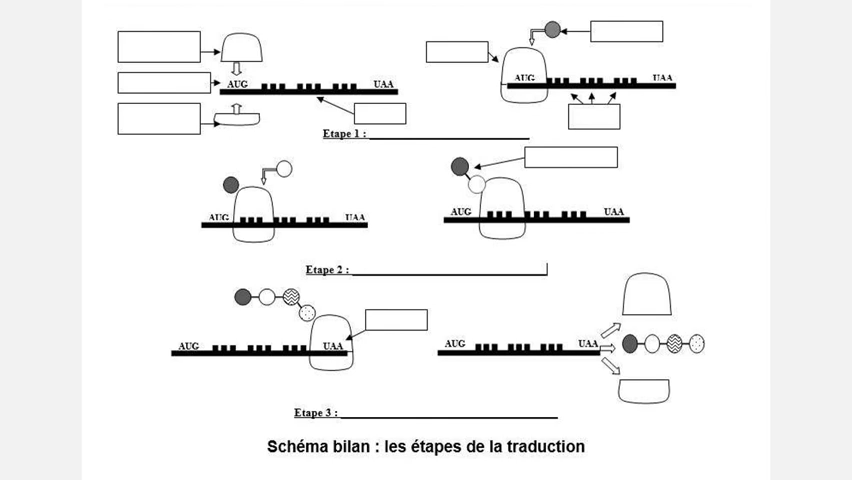 AUG UAA
AUG UAA
Etape 1 :
AUG UAA
AUG UAA
Etape 2 :
AUG UAA
AUG UAA
Etape 3 :
Schéma bilan : les étapes de la traduction